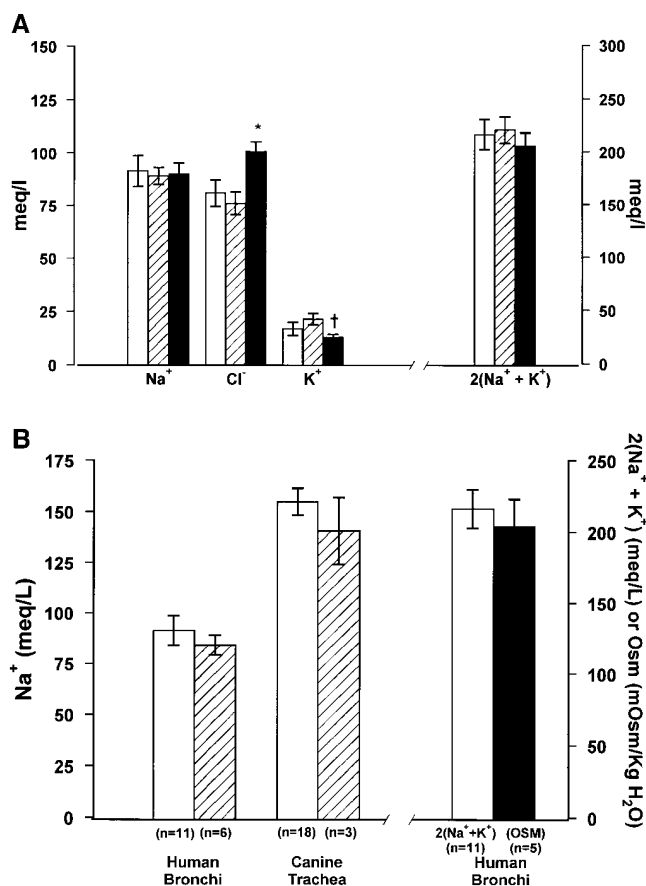 A
150
125
100
75
50
25
0
meq/l
*
†
Na+
Cl-
K+
2(Na+ + K+)
300
250
200
150
100
50
0
meq/l
B
175
150
125
100
75
50
25
0
Na+ (meq/L)
(n=11) (n=6)
Human
Bronchi
(n=18) (n=3)
Canine
Trachea
2(Na++K+) (OSM)
(n=11) (n=5)
Human
Bronchi
250
200
150
100
50
0
2(Na+ + K+) (meq/L) or Osm (mOsm/Kg H2O)